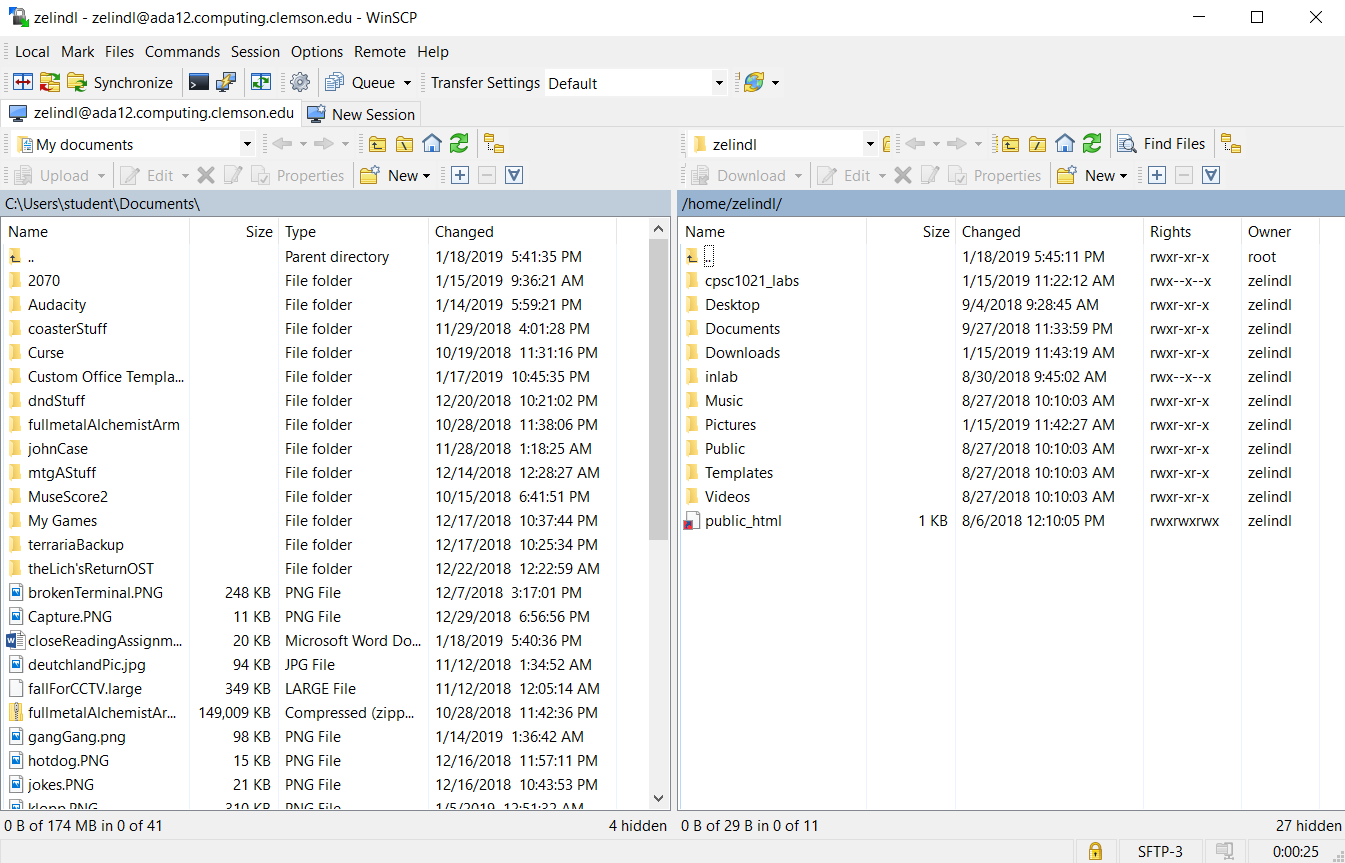 zelindl - zelindl@ada12.computing.clemson.edu - WinSCP
Local Mark Files Commands Session Options Remote Help
Synchronize Queue Transfer Settings Default
zelindl@ada12.computing.clemson.edu New Session
My documents zelindl Find Files
Upload Edit Properties New Download Edit Properties New
C:\Users\student\Documents\ /home/zelindl/
Name Size Type Changed Name Size Changed Rights Owner
.. Parent directory 1/18/2019 5:41:35 PM .. 1/18/2019 5:45:11 PM rwxr-xr-x root
2070 File folder 1/15/2019 9:36:21 AM cpsc1021_labs 1/15/2019 11:22:12 AM rwx--x--x zelindl
Audacity File folder 1/14/2019 5:59:21 PM Desktop 9/4/2018 9:28:45 AM rwxr-xr-x zelindl
coasterStuff File folder 11/29/2018 4:01:28 PM Documents 9/27/2018 11:33:59 PM rwxr-xr-x zelindl
Curse File folder 10/19/2018 11:31:16 PM Downloads 1/15/2019 11:43:19 AM rwxr-xr-x zelindl
Custom Office Templa... File folder 1/17/2019 10:45:35 PM inlab 8/30/2018 9:45:02 AM rwx--x--x zelindl
dndStuff File folder 12/20/2018 10:21:02 PM Music 8/27/2018 10:10:03 AM rwxr-xr-x zelindl
fullmetalAlchemistArm File folder 10/28/2018 11:38:06 PM Pictures 1/15/2019 11:42:27 AM rwxr-xr-x zelindl
johnCase File folder 11/28/2018 1:18:25 AM Public 8/27/2018 10:10:03 AM rwxr-xr-x zelindl
mtgAStuff File folder 12/14/2018 12:28:27 AM Templates 8/27/2018 10:10:03 AM rwxr-xr-x zelindl
MuseScore2 File folder 10/15/2018 6:41:51 PM Videos 8/27/2018 10:10:03 AM rwxr-xr-x zelindl
My Games File folder 12/17/2018 10:37:44 PM public_html 1 KB 8/6/2018 12:10:05 PM rwxrwxrwx zelindl
terrariaBackup File folder 12/17/2018 10:25:34 PM
theLich'sReturnOST File folder 12/22/2018 12:22:59 AM
brokenTerminal.PNG 248 KB PNG File 12/7/2018 3:17:01 PM
Capture.PNG 11 KB PNG File 12/29/2018 6:56:56 PM
closeReadingAssignm... 20 KB Microsoft Word Do... 1/18/2019 5:40:36 PM
deutchlandPic.jpg 94 KB JPG File 11/12/2018 1:34:52 AM
fallForCCTV.large 349 KB LARGE File 11/12/2018 12:05:14 AM
fullmetalAlchemistAr... 149,009 KB Compressed (zipp... 10/28/2018 11:42:36 PM
gangGang.png 98 KB PNG File 1/14/2019 1:36:42 AM
hotdog.PNG 15 KB PNG File 12/16/2018 11:57:11 PM
jokes.PNG 21 KB PNG File 12/16/2018 10:43:53 PM
klopp.PNG 310 KB PNG File 1/5/2019 12:51:32 AM
0 B of 174 MB in 0 of 41 4 hidden 0 B of 29 B in 0 of 11 27 hidden
SFTP-3 0:00:25